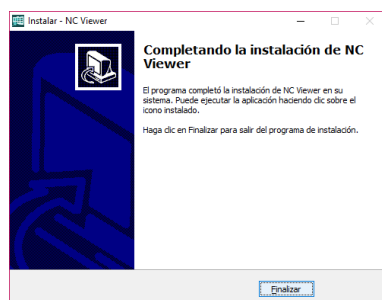 Instalar - NC Viewer
Completando la instalación de NC
Viewer
El programa completó la instalación de NC Viewer en su
sistema. Puede ejecutar la aplicación haciendo clic sobre el
icono instalado.
Haga clic en Finalizar para salir del programa de instalación.
Finalizar